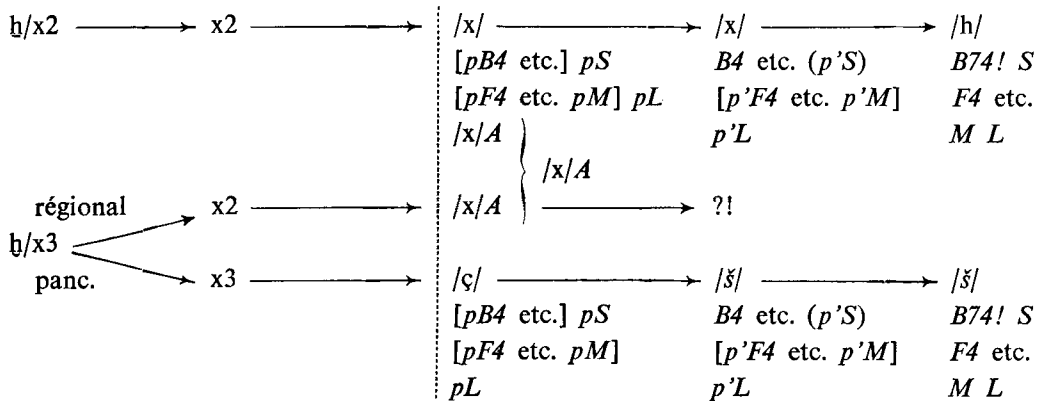 ẖ/x2 ⟶ x2 ⟶ /x/ ⟶ /x/ ⟶ /h/
[pB4 etc.] pS B4 etc. (p’S) B74! S
[pF4 etc. pM] pL [p’F4 etc. p’M] F4 etc.
/x/A p’L M L
/x/A
régional x2 ⟶ /x/A ⟶ ?!
ḫ/x3
panc. x3 ⟶ /ç/ ⟶ /š/ ⟶ /š/
[pB4 etc.] pS B4 etc. (p’S) B74! S
[pF4 etc. pM] [p’F4 etc. p’M] F4 etc.
pL p’L M L